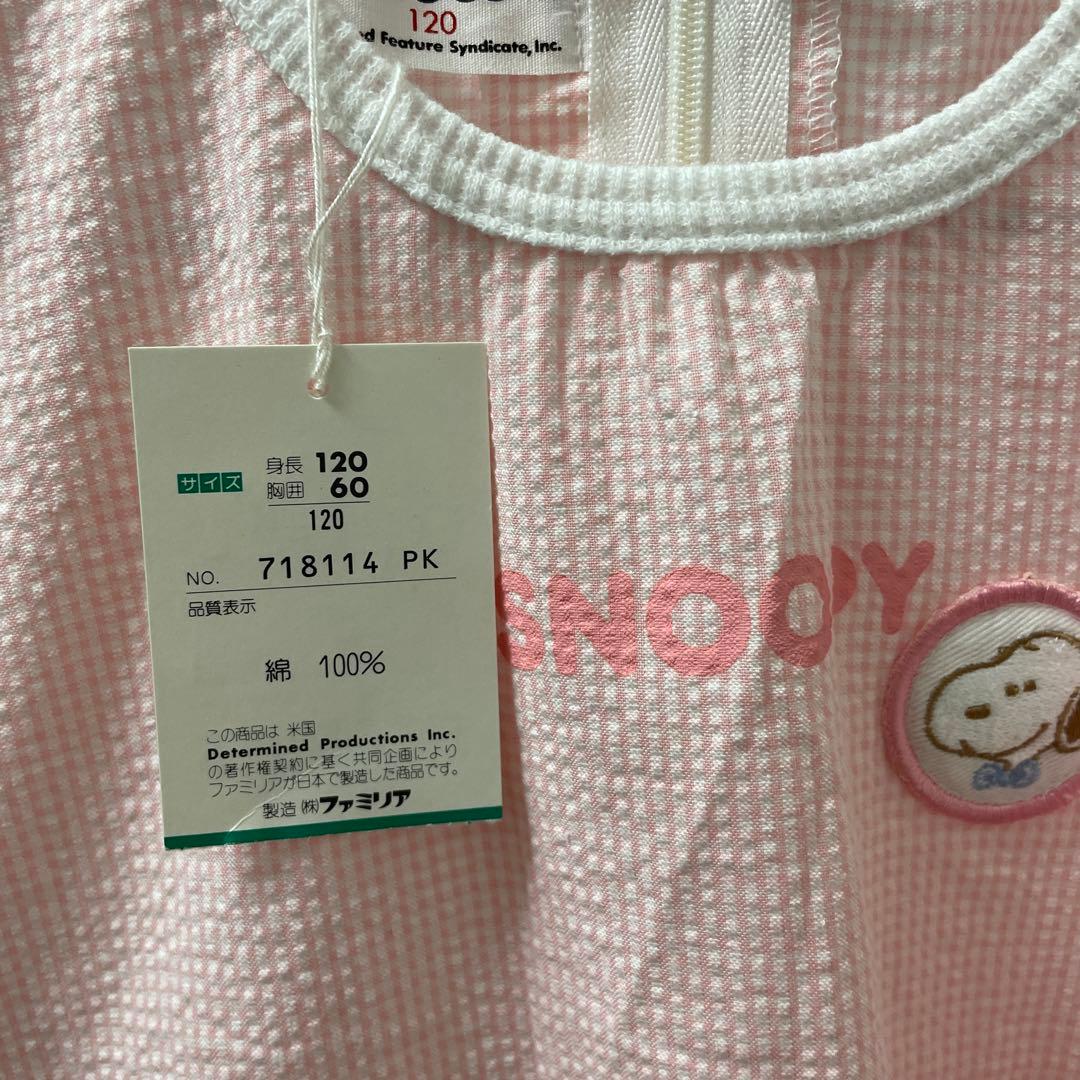 120
d Feature Syndicate, Inc.
サイズ
身長 120
胸囲 60
120
NO. 718114 PK
品質表示
綿 100%
この商品は 米国
Determined Productions Inc.
の著作権契約に基く共同企画により
ファミリアが日本で製造した商品です。
製造 ㈱ファミリア
SNOOPY